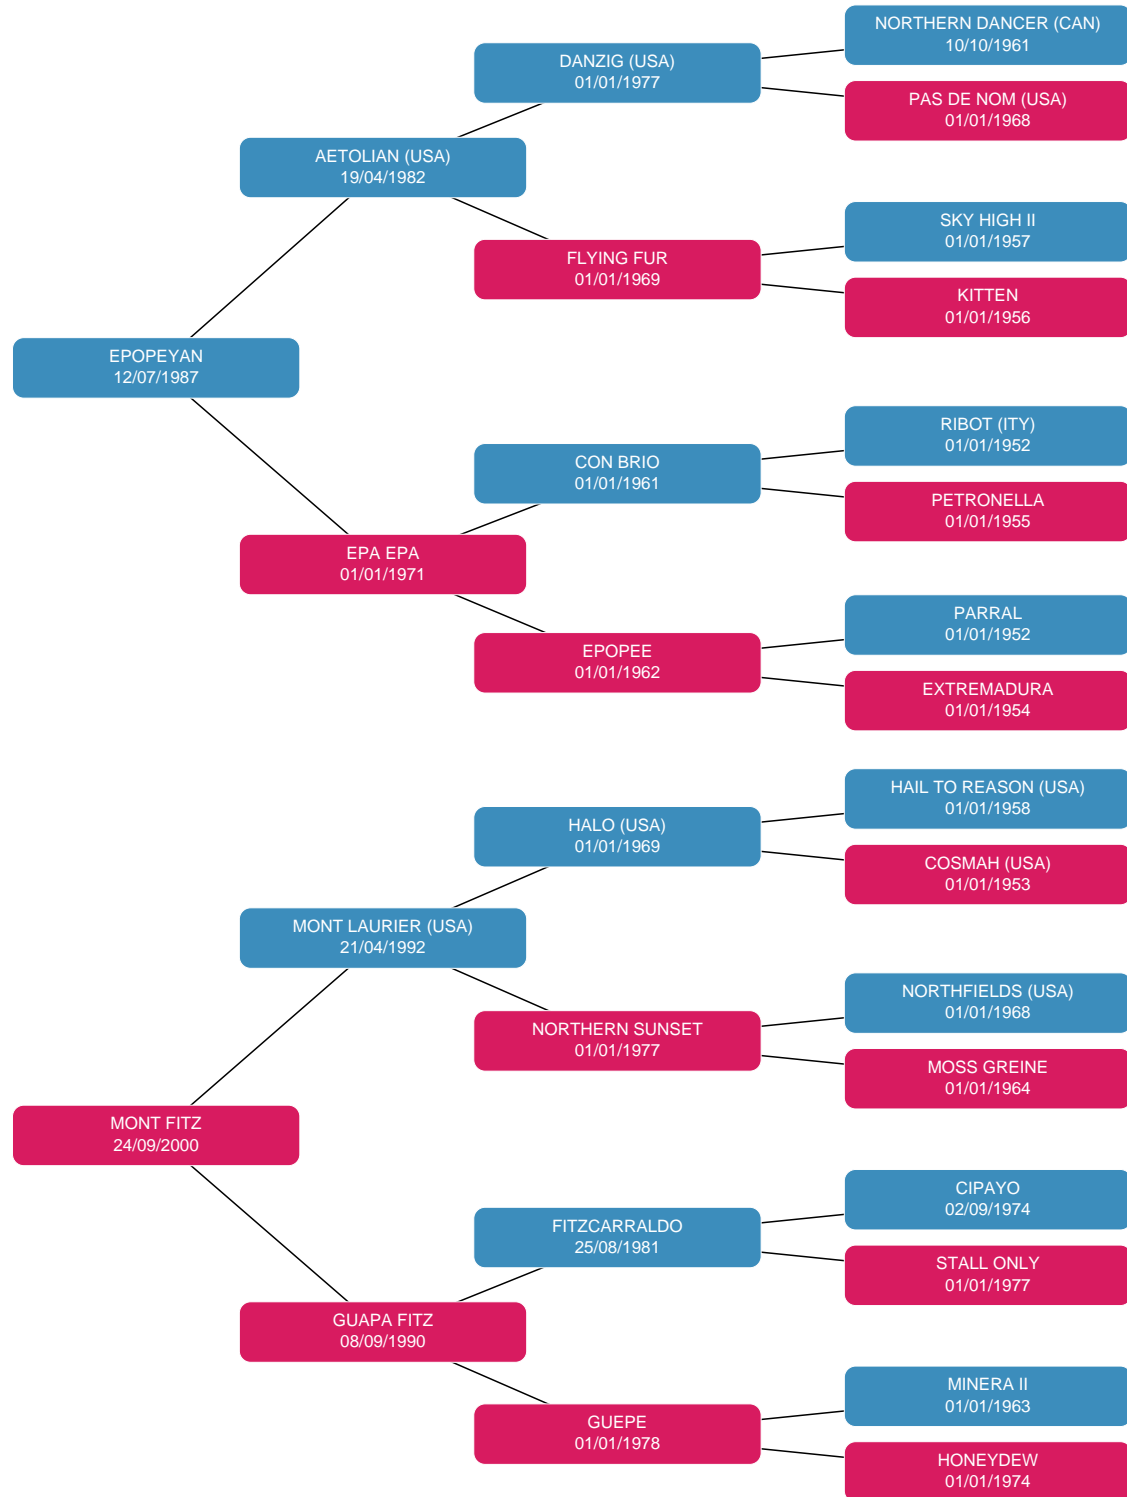 NORTHERN DANCER (CAN)
10/10/1961
DANZIG (USA)
01/01/1977
PAS DE NOM (USA)
01/01/1968
AETOLIAN (USA)
19/04/1982
SKY HIGH II
01/01/1957
FLYING FUR
01/01/1969
KITTEN
01/01/1956
EPOPEYAN
12/07/1987
RIBOT (ITY)
01/01/1952
CON BRIO
01/01/1961
PETRONELLA
01/01/1955
EPA EPA
01/01/1971
PARRAL
01/01/1952
EPOPEE
01/01/1962
EXTREMADURA
01/01/1954
HAIL TO REASON (USA)
01/01/1958
HALO (USA)
01/01/1969
COSMAH (USA)
01/01/1953
MONT LAURIER (USA)
21/04/1992
NORTHFIELDS (USA)
01/01/1968
NORTHERN SUNSET
01/01/1977
MOSS GREINE
01/01/1964
MONT FITZ
24/09/2000
CIPAYO
02/09/1974
FITZCARRALDO
25/08/1981
STALL ONLY
01/01/1977
GUAPA FITZ
08/09/1990
MINERA II
01/01/1963
GUEPE
01/01/1978
HONEYDEW
01/01/1974